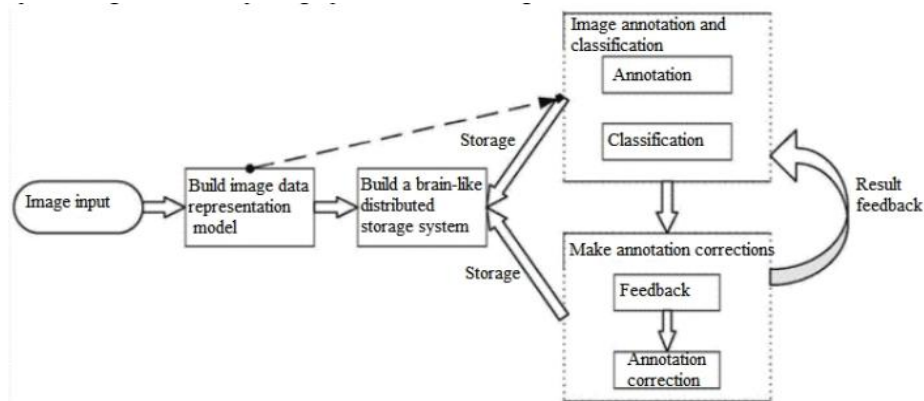 Image annotation and
classification
Annotation
Storage
Classification
Image input
Build image data
representation
model
Build a brain-like
distributed
storage system
Result
feedback
Make annotation corrections
Storage
Feedback
Annotation
correction